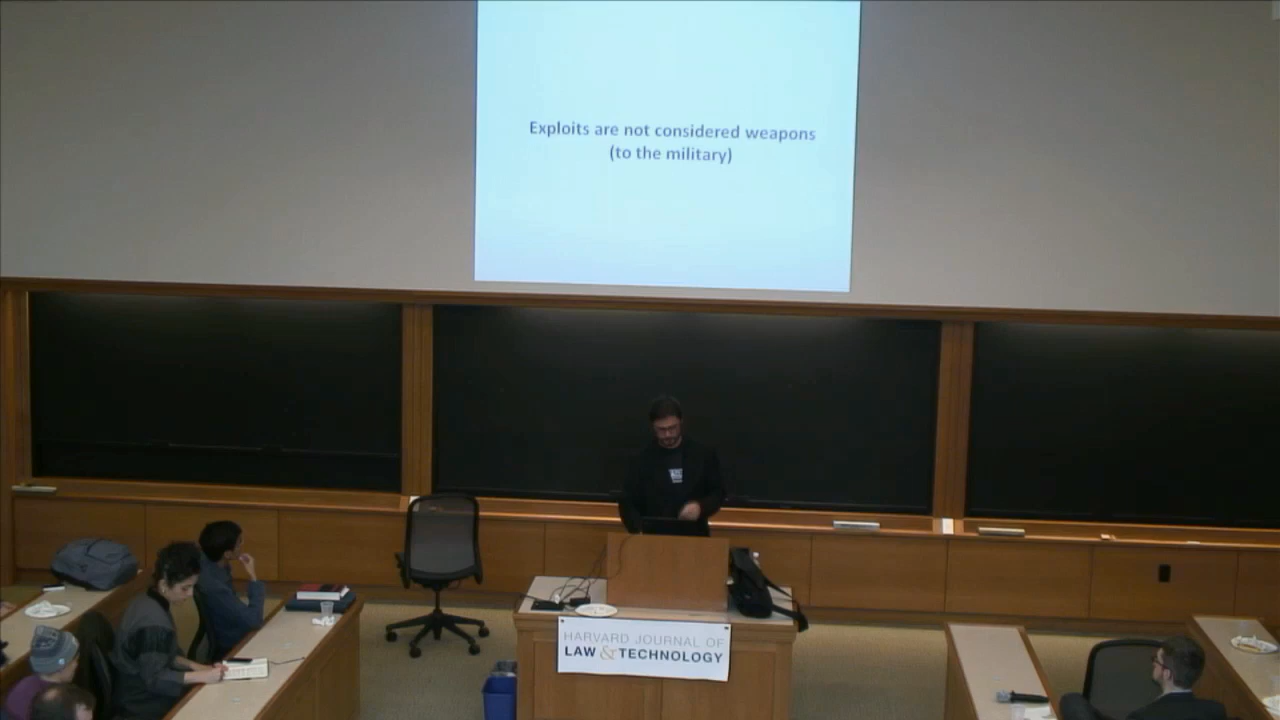 Exploits are not considered weapons
(to the military)
HARVARD JOURNAL OF
LAW & TECHNOLOGY